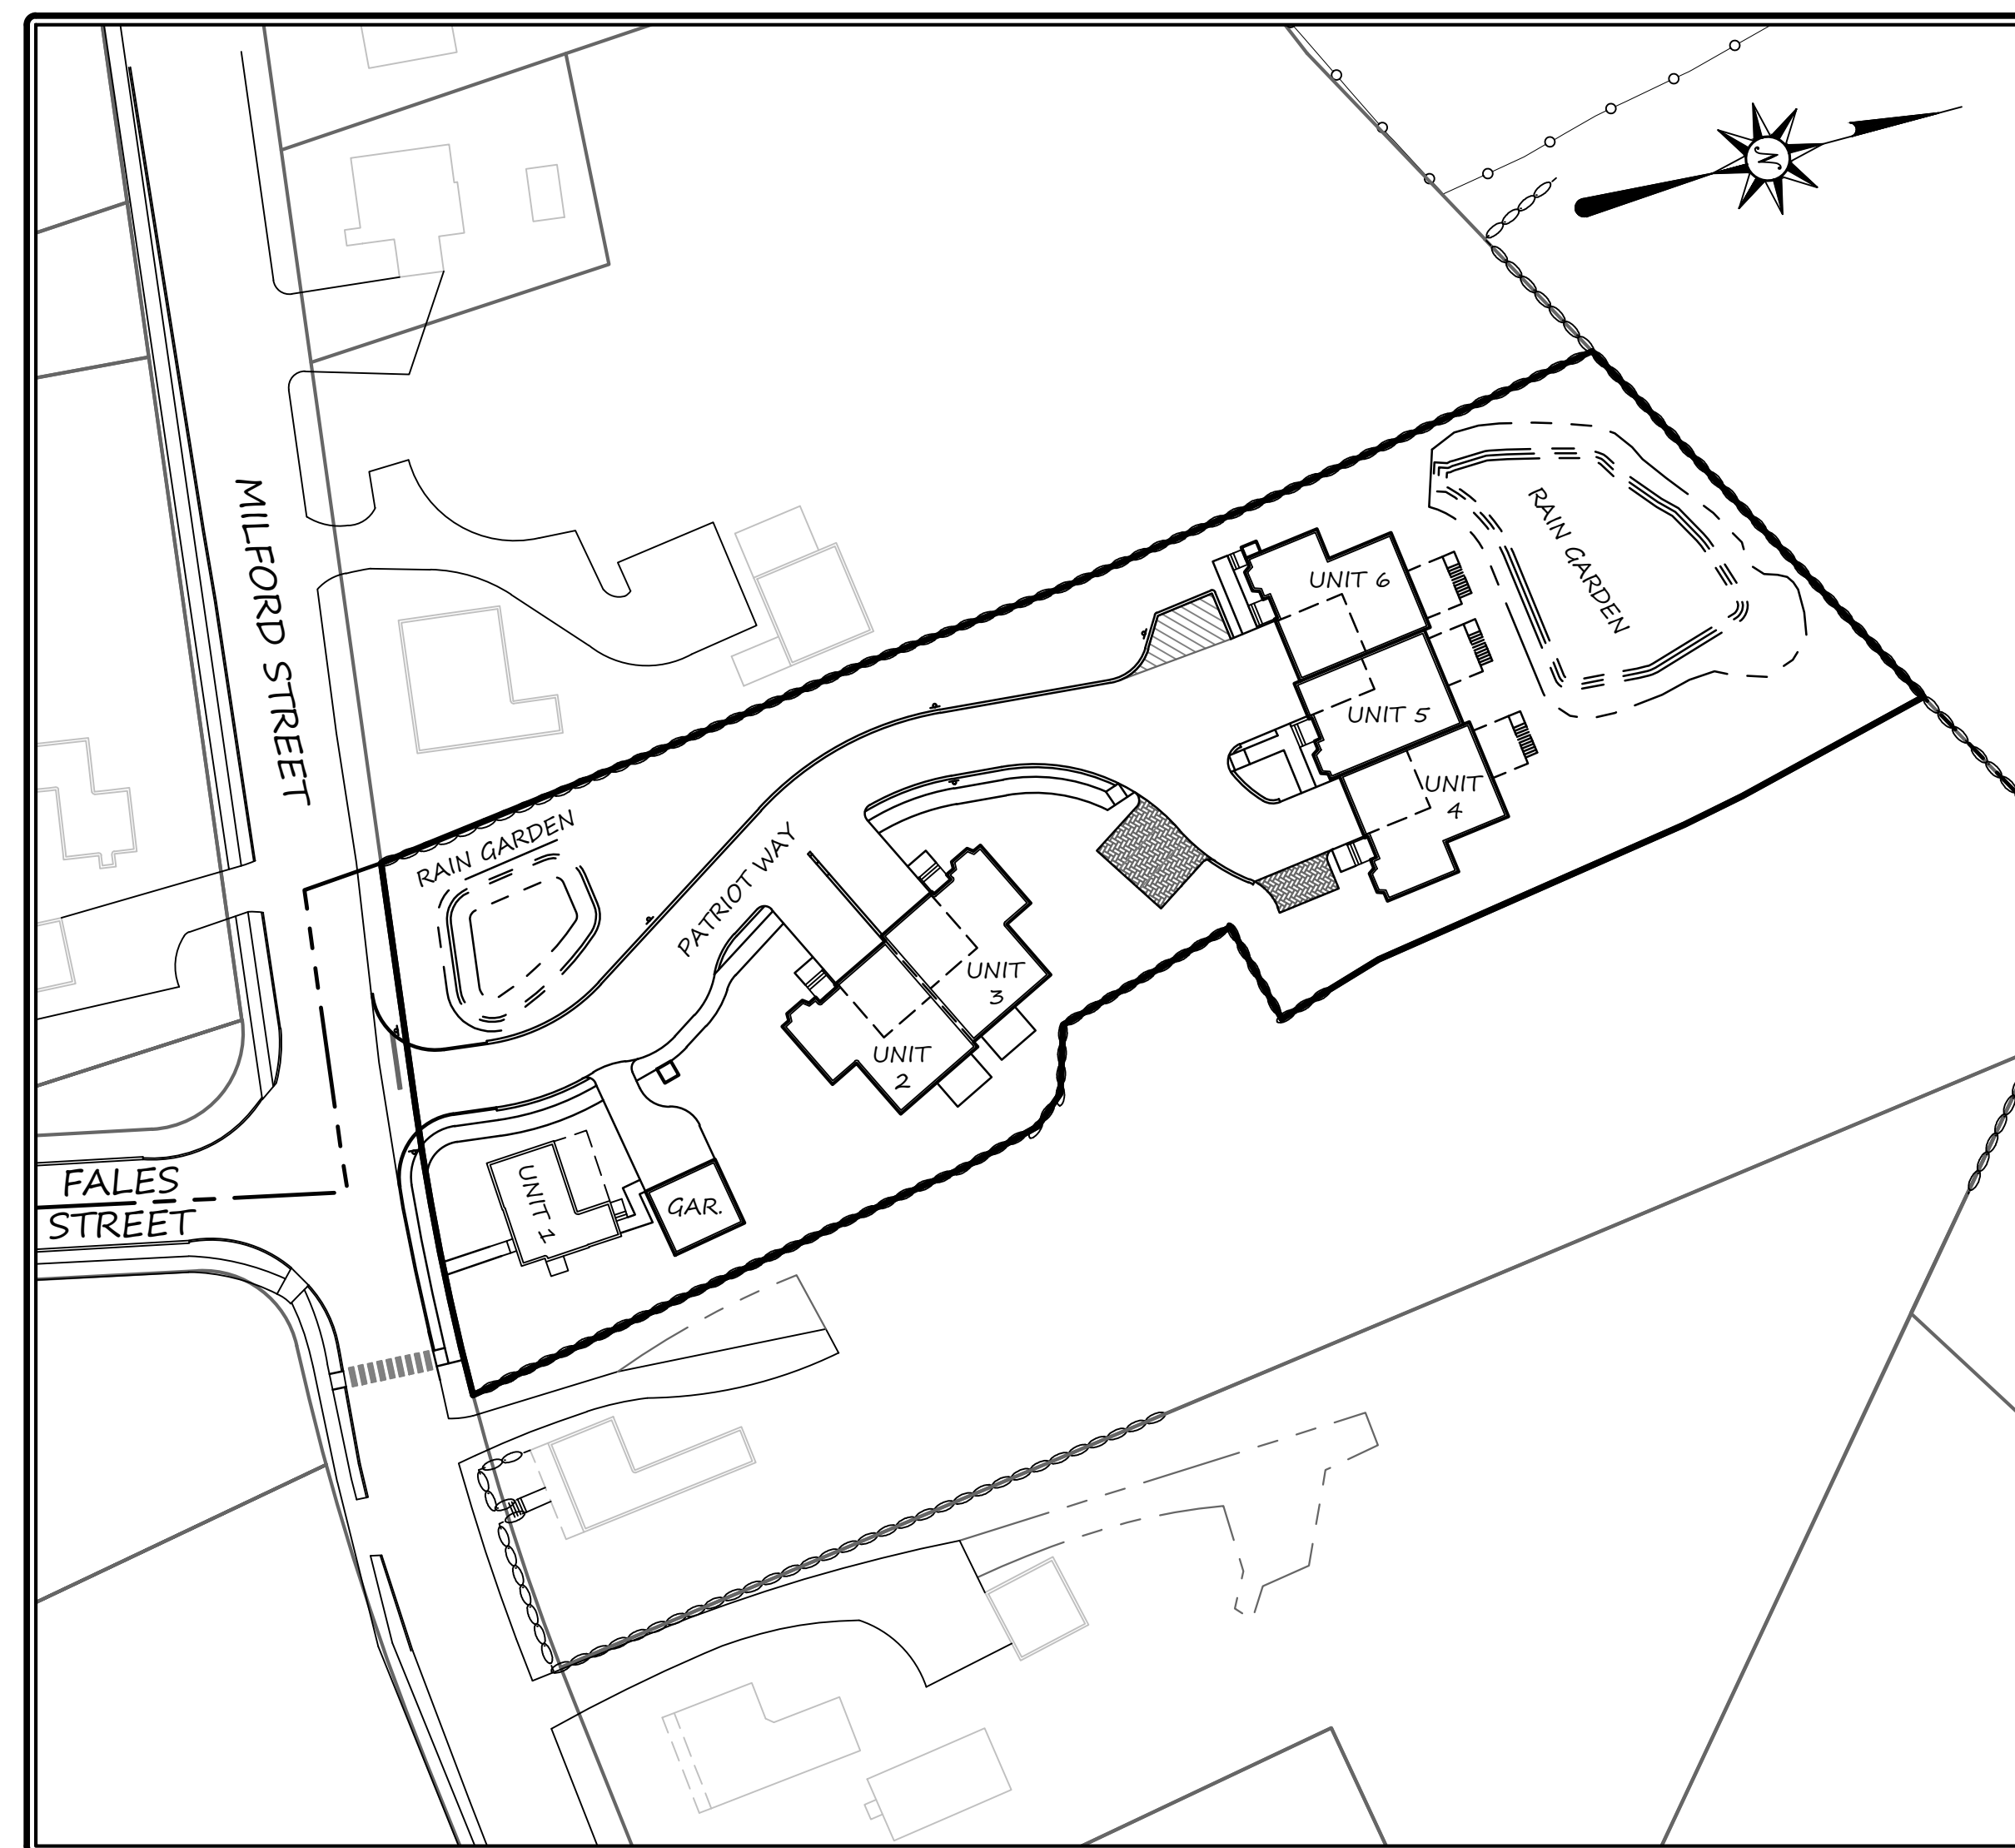 N
MILFORD STREET
RAIN GARDEN
UNIT 6
UNIT 5
UNIT
4
RAIN GARDEN
PATRIOT WAY
UNIT
3
UNIT
2
FALES
STREET
UNIT 1
GAR.